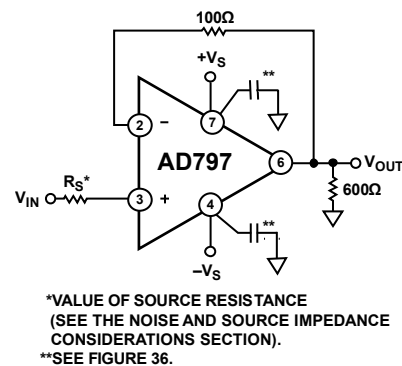 100Ω
+VS
**
2
−
7
AD797
6
VOUT
RS*
VIN
3
+
4
600Ω
**
−VS
*VALUE OF SOURCE RESISTANCE
(SEE THE NOISE AND SOURCE IMPEDANCE
CONSIDERATIONS SECTION).
**SEE FIGURE 36.